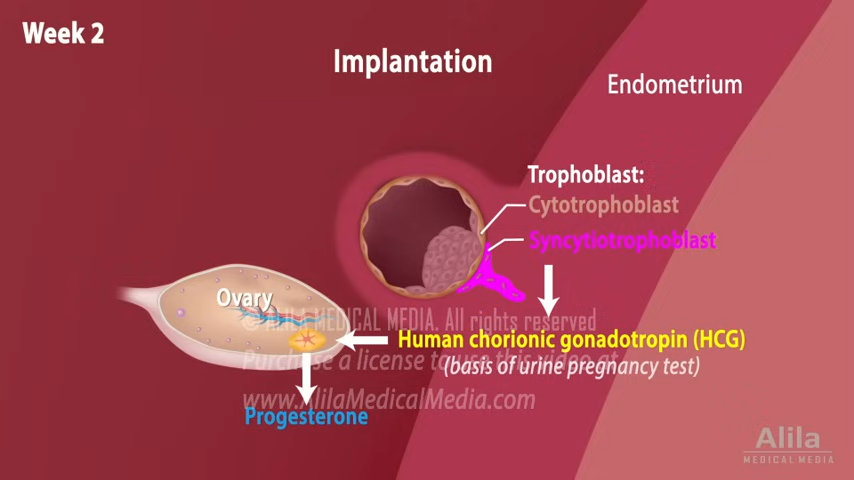 Week 2
Implantation
Endometrium
Trophoblast:
Cytotrophoblast
Syncytiotrophoblast
Ovary
© Alila MEDICAL MEDIA. All rights reserved
Human chorionic gonadotropin (HCG)
Purchase a license to use this video at
(basis of urine pregnancy test)
www.AlilaMedicalMedia.com
Progesterone
Alila
MEDICAL MEDIA